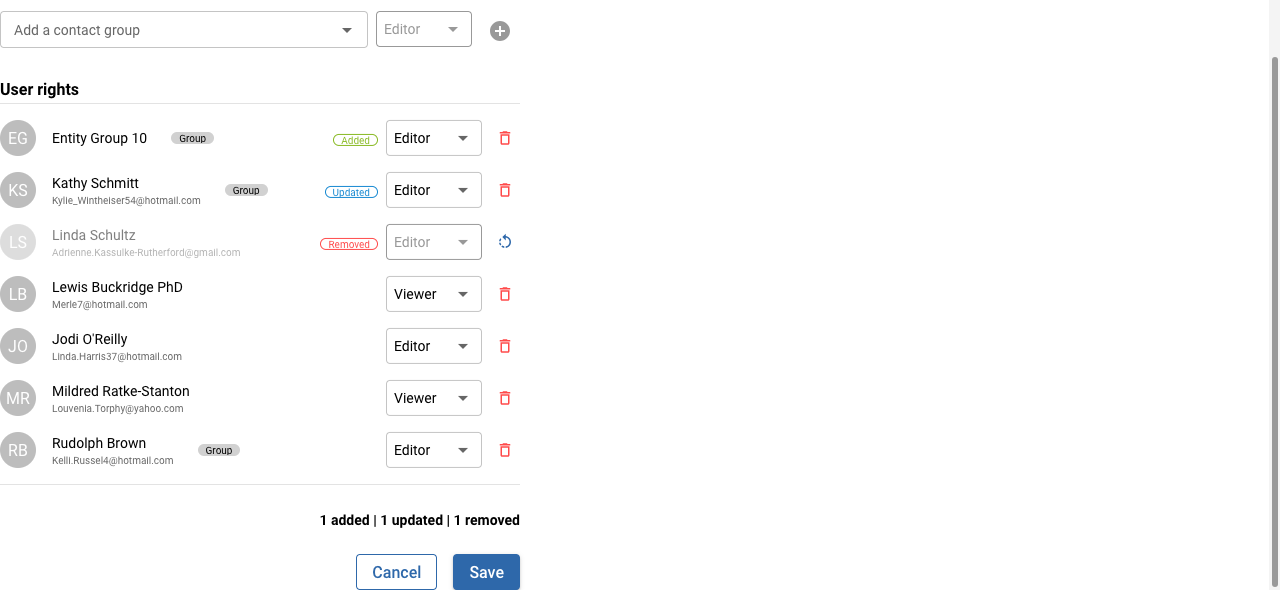 Add a contact group
Editor
User rights
EG
Entity Group 10
Group
Added
Editor
KS
Kathy Schmitt
Kylie_Wintheiser54@hotmail.com
Group
Updated
Editor
LS
Linda Schultz
Adrienne.Kassulke-Rutherford@gmail.com
Removed
Editor
LB
Lewis Buckridge PhD
Merle7@hotmail.com
Viewer
JO
Jodi O'Reilly
Linda.Harris37@hotmail.com
Editor
MR
Mildred Ratke-Stanton
Louvenia.Torphy@yahoo.com
Viewer
RB
Rudolph Brown
Kelli.Russel4@hotmail.com
Group
Editor
1 added | 1 updated | 1 removed
Cancel
Save